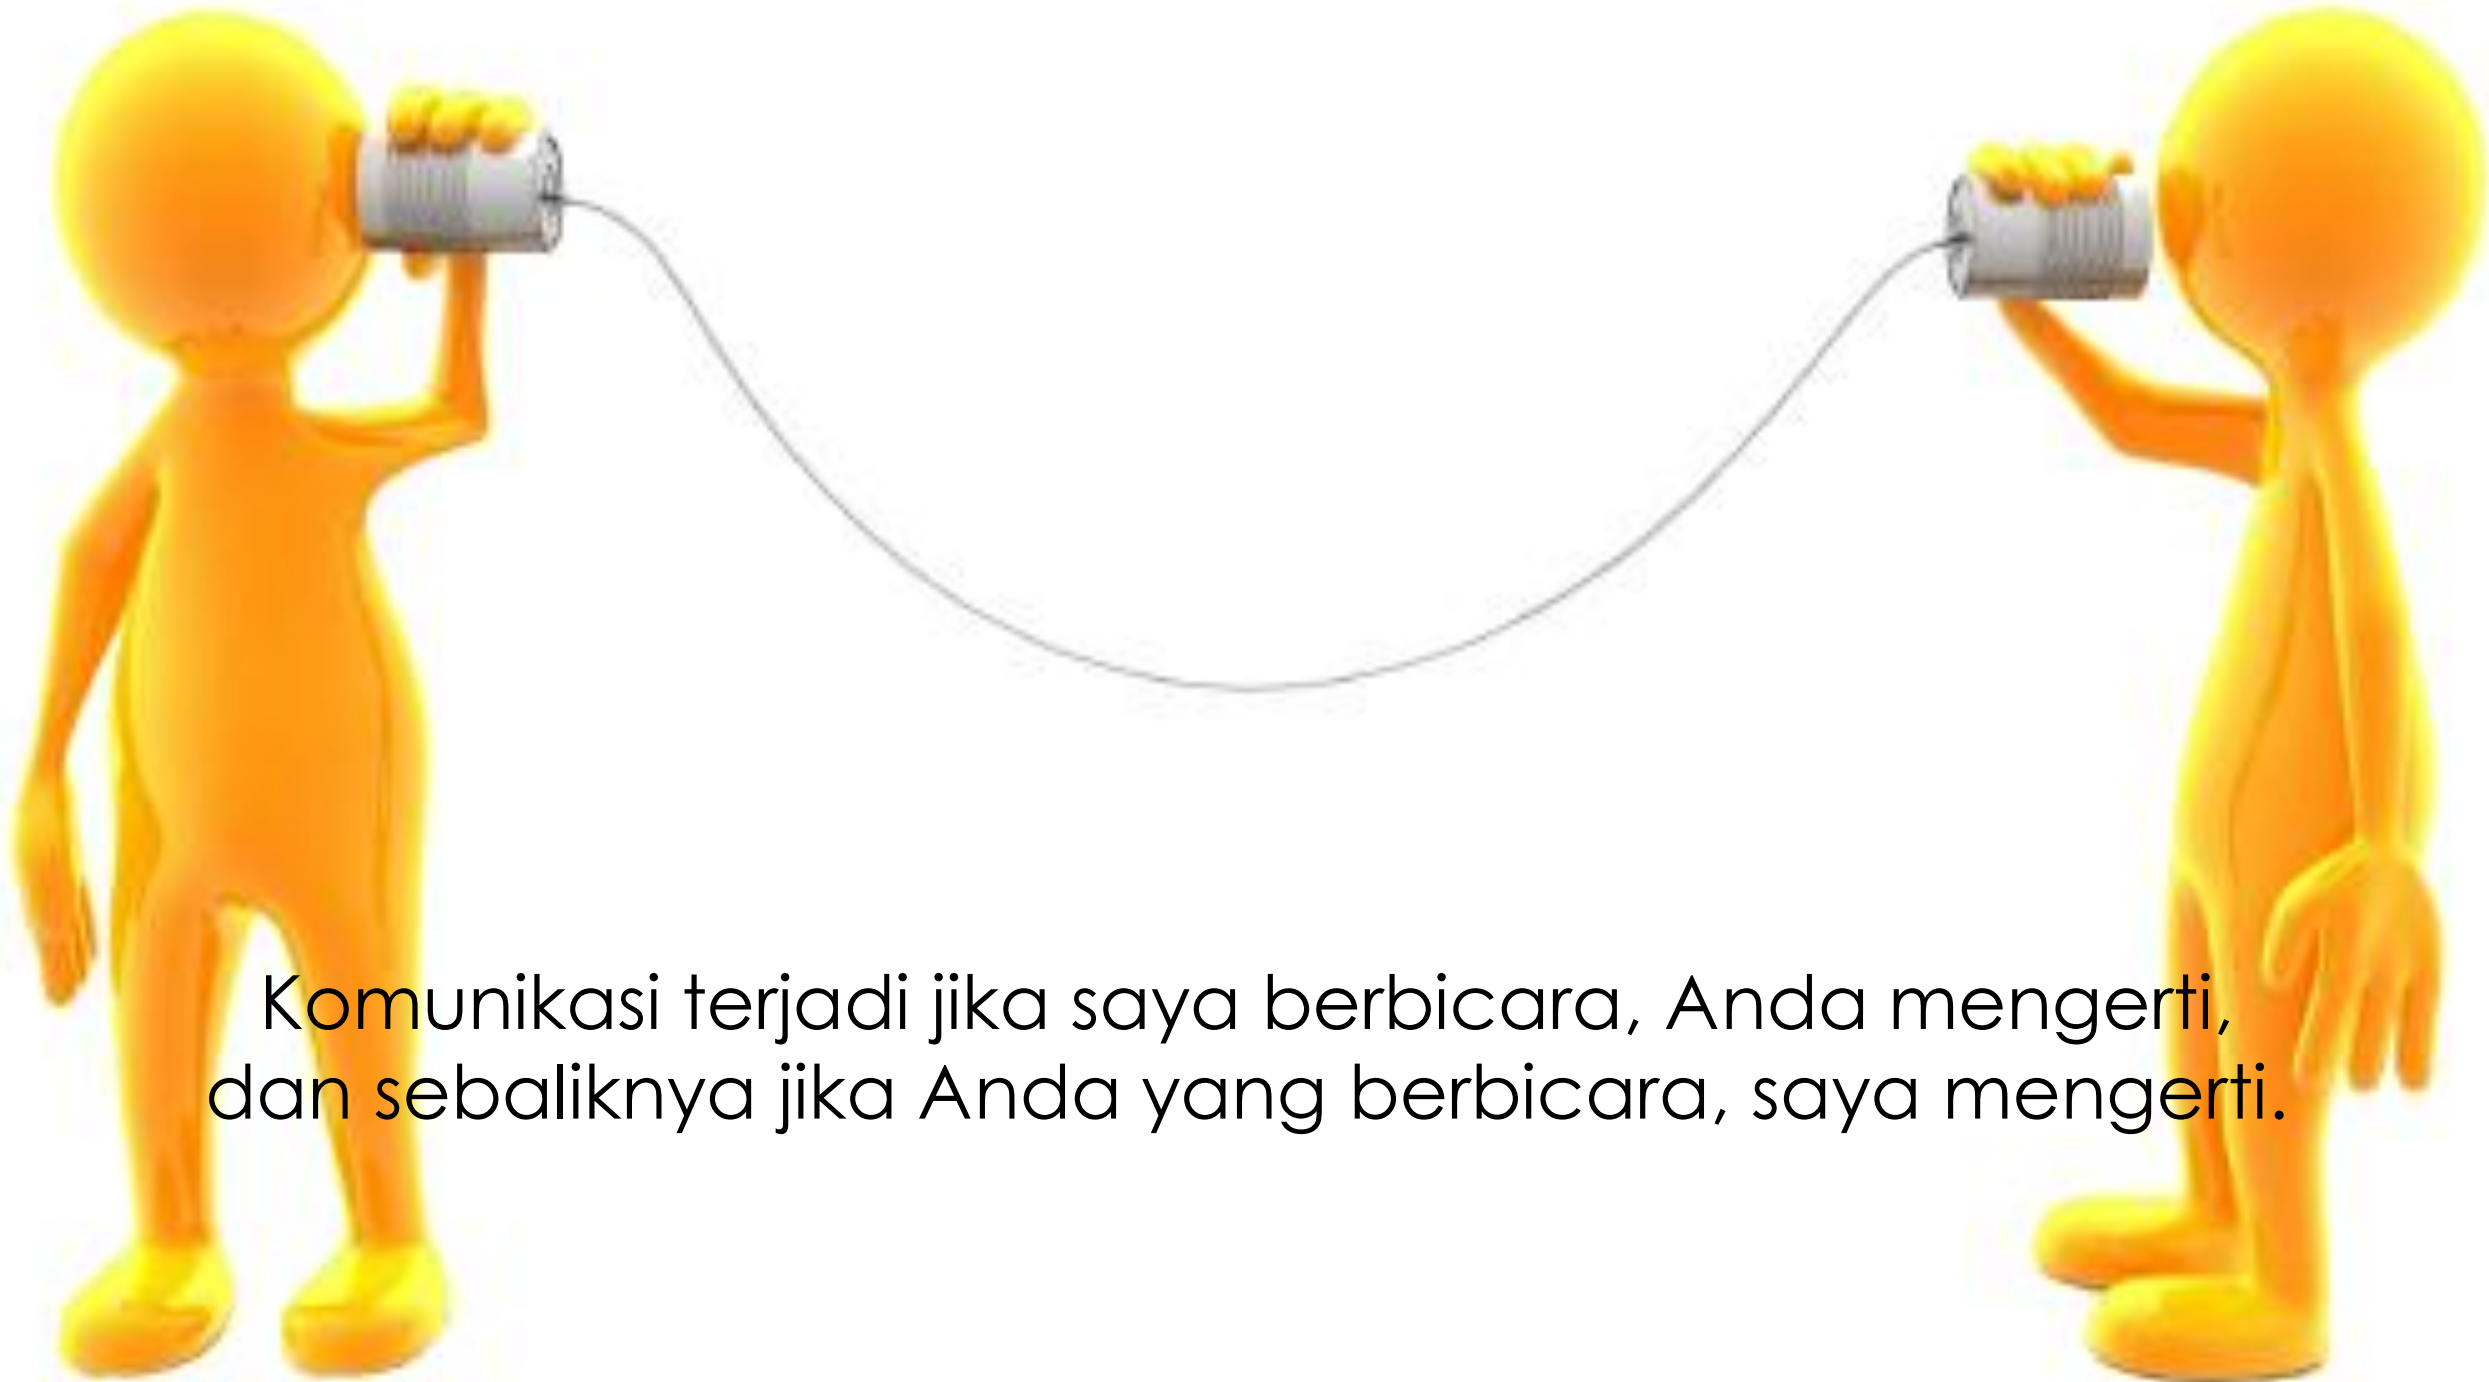 Komunikasi terjadi jika saya berbicara, Anda mengerti,
dan sebaliknya jika Anda yang berbicara, saya mengerti.